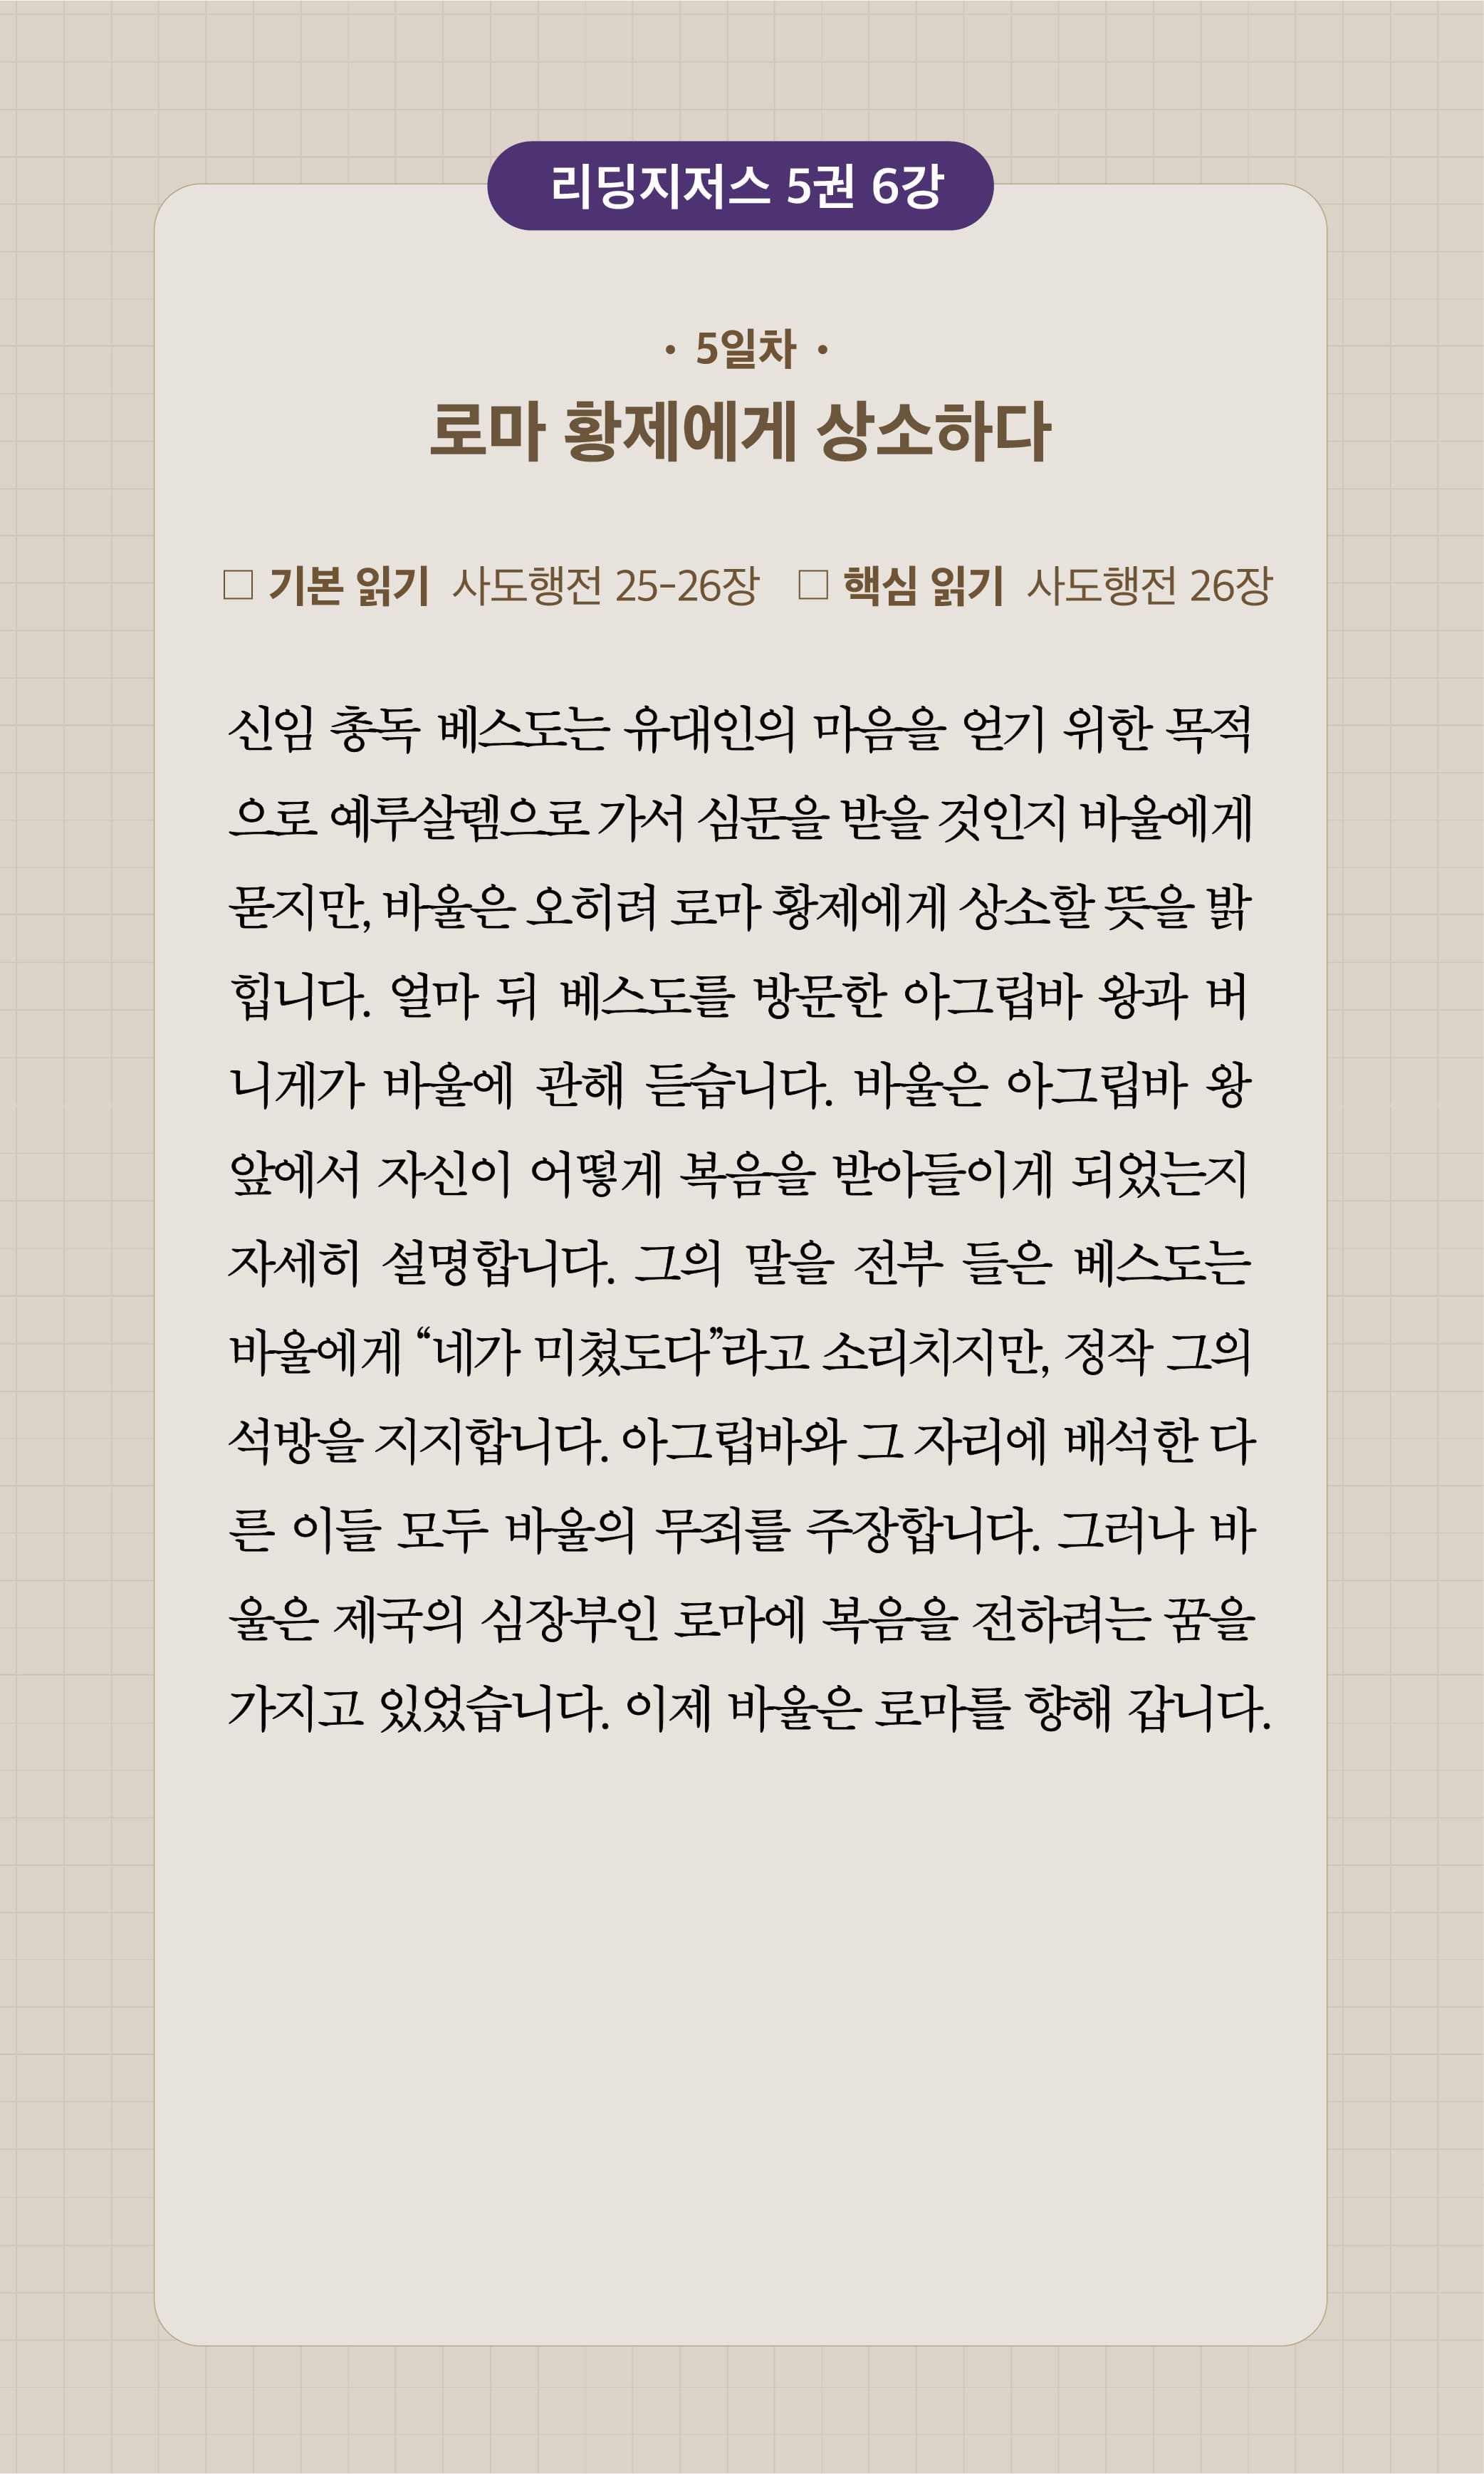 리딩지저스 5권 6강
· 5일차 ·
로마 황제에게 상소하다
□ 기본 읽기 사도행전 25-26장 □ 핵심 읽기 사도행전 26장
신임 총독 베스도는 유대인의 마음을 얻기 위한 목적
으로 예루살렘으로 가서 심문을 받을 것인지 바울에게
묻지만, 바울은 오히려 로마 황제에게 상소할 뜻을 밝
힙니다. 얼마 뒤 베스도를 방문한 아그립바 왕과 버
니게가 바울에 관해 듣습니다. 바울은 아그립바 왕
앞에서 자신이 어떻게 복음을 받아들이게 되었는지
자세히 설명합니다. 그의 말을 전부 들은 베스도는
바울에게 “네가 미쳤도다”라고 소리치지만, 정작 그의
석방을 지지합니다. 아그립바와 그 자리에 배석한 다
른 이들 모두 바울의 무죄를 주장합니다. 그러나 바
울은 제국의 심장부인 로마에 복음을 전하려는 꿈을
가지고 있었습니다. 이제 바울은 로마를 향해 갑니다.